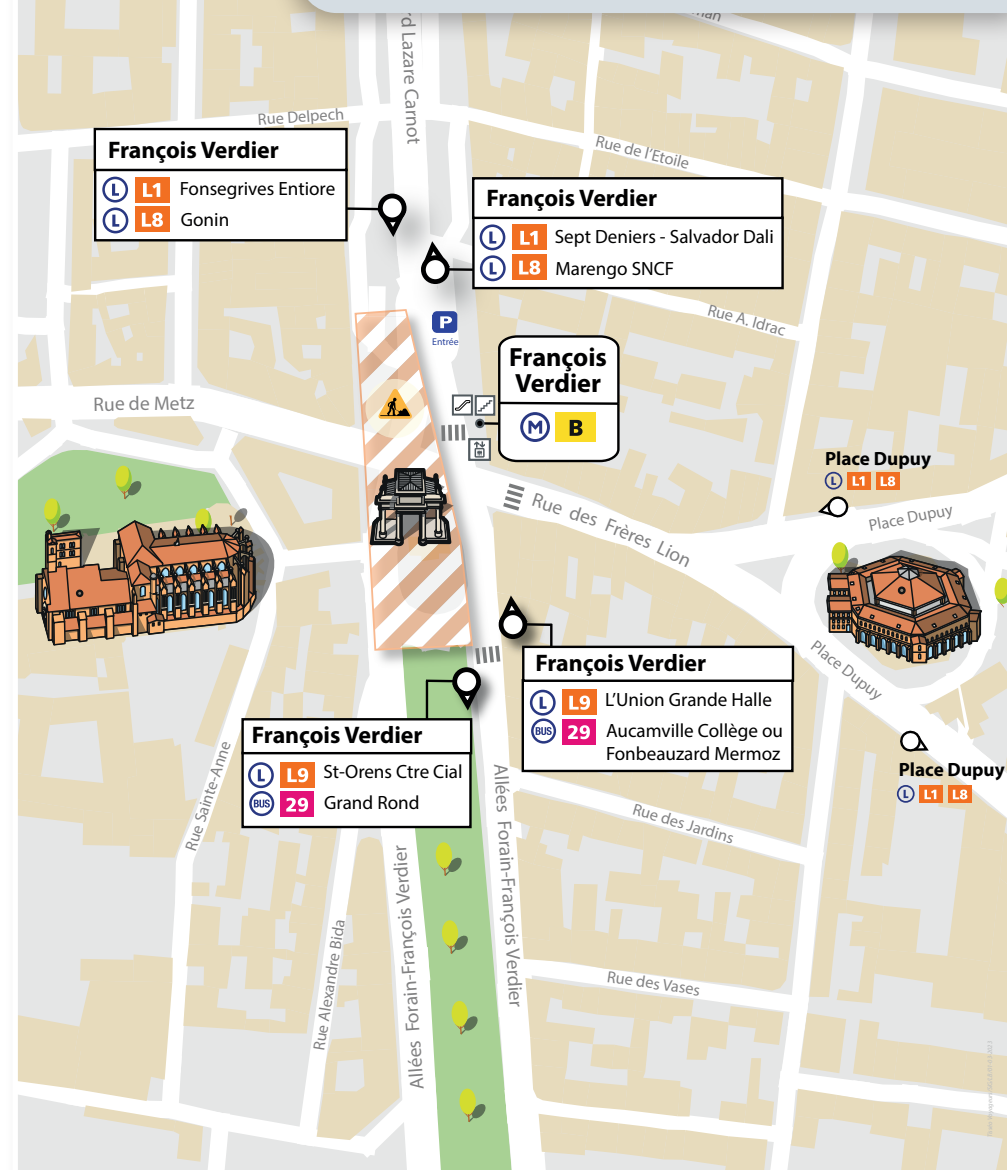 rd Lazare Carnot
Rue Delpech
Rue de l'Etoile
François Verdier
L L1 Fonsegrives Entiore
L L8 Gonin
François Verdier
L L1 Sept Deniers - Salvador Dali
L L8 Marengo SNCF
Rue A. Idrac
P
Entrée
François
Verdier
M B
Rue de Metz
Place Dupuy
L L1 L8
Place Dupuy
Rue des Frères Lion
Place Dupuy
François Verdier
L L9 L'Union Grande Halle
BUS 29 Aucamville Collège ou
Fonbeauzard Mermoz
François Verdier
L L9 St-Orens Ctre Cial
BUS 29 Grand Rond
Place Dupuy
L L1 L8
Rue Sainte-Anne
Rue des Jardins
Allées Forain-François Verdier
Allées Forain-François Verdier
Rue Alexandre Bida
Rue des Vases